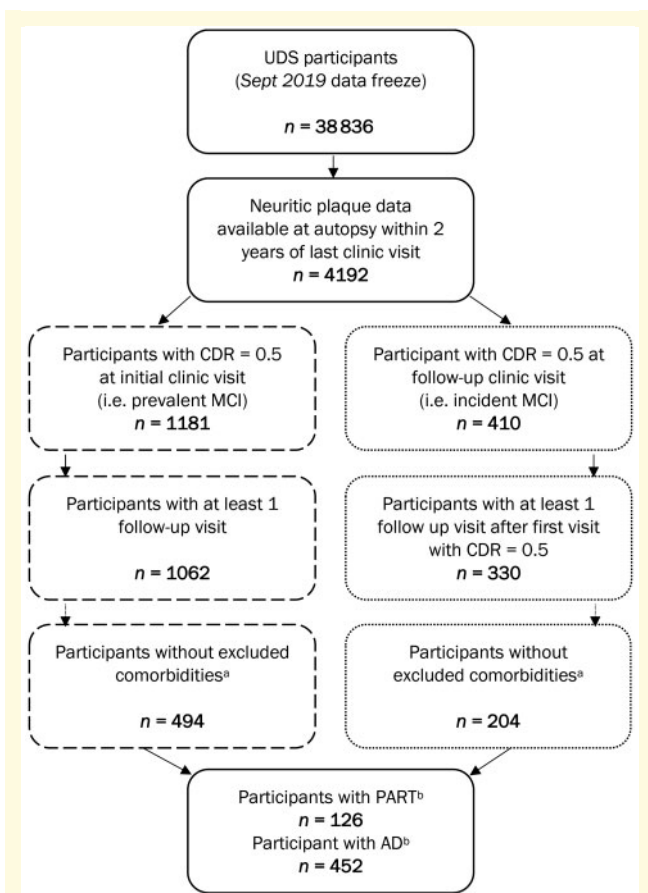 UDS participants
(Sept 2019 data freeze)
n = 38 836
Neuritic plaque data
available at autopsy within 2
years of last clinic visit
n = 4192
Participants with CDR = 0.5
at initial clinic visit
(i.e. prevalent MCI)
n = 1181
Participant with CDR = 0.5 at
follow-up clinic visit
(i.e. incident MCI)
n = 410
Participants with at least 1
follow-up visit
n = 1062
Participants with at least 1
follow up visit after first visit
with CDR = 0.5
n = 330
Participants without excluded
comorbiditiesᵃ
n = 494
Participants without
excluded comorbiditiesᵃ
n = 204
Participants with PARTᵇ
n = 126
Participant with ADᵇ
n = 452